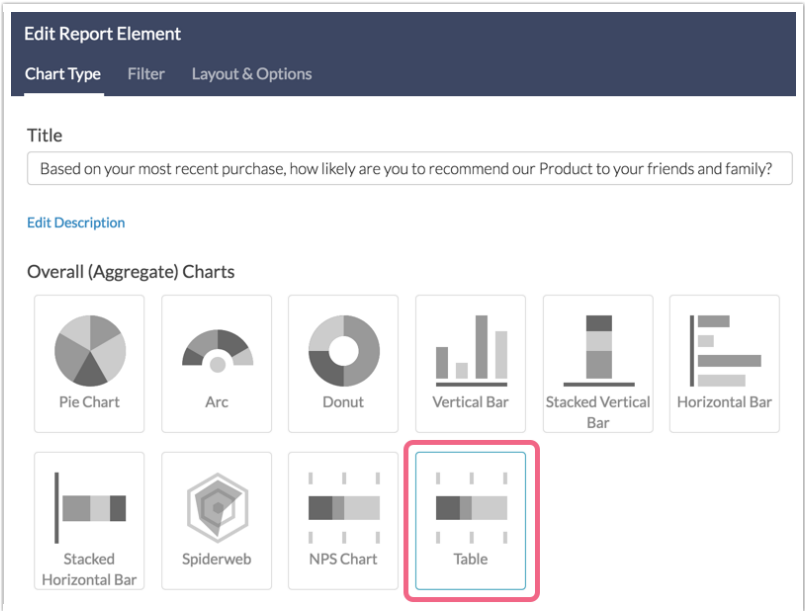 Edit Report Element
Chart Type Filter Layout & Options
Title
Based on your most recent purchase, how likely are you to recommend our Product to your friends and family?
Edit Description
Overall (Aggregate) Charts
Pie Chart
Arc
Donut
Vertical Bar
Stacked Vertical
Bar
Horizontal Bar
Stacked
Horizontal Bar
Spiderweb
NPS Chart
Table